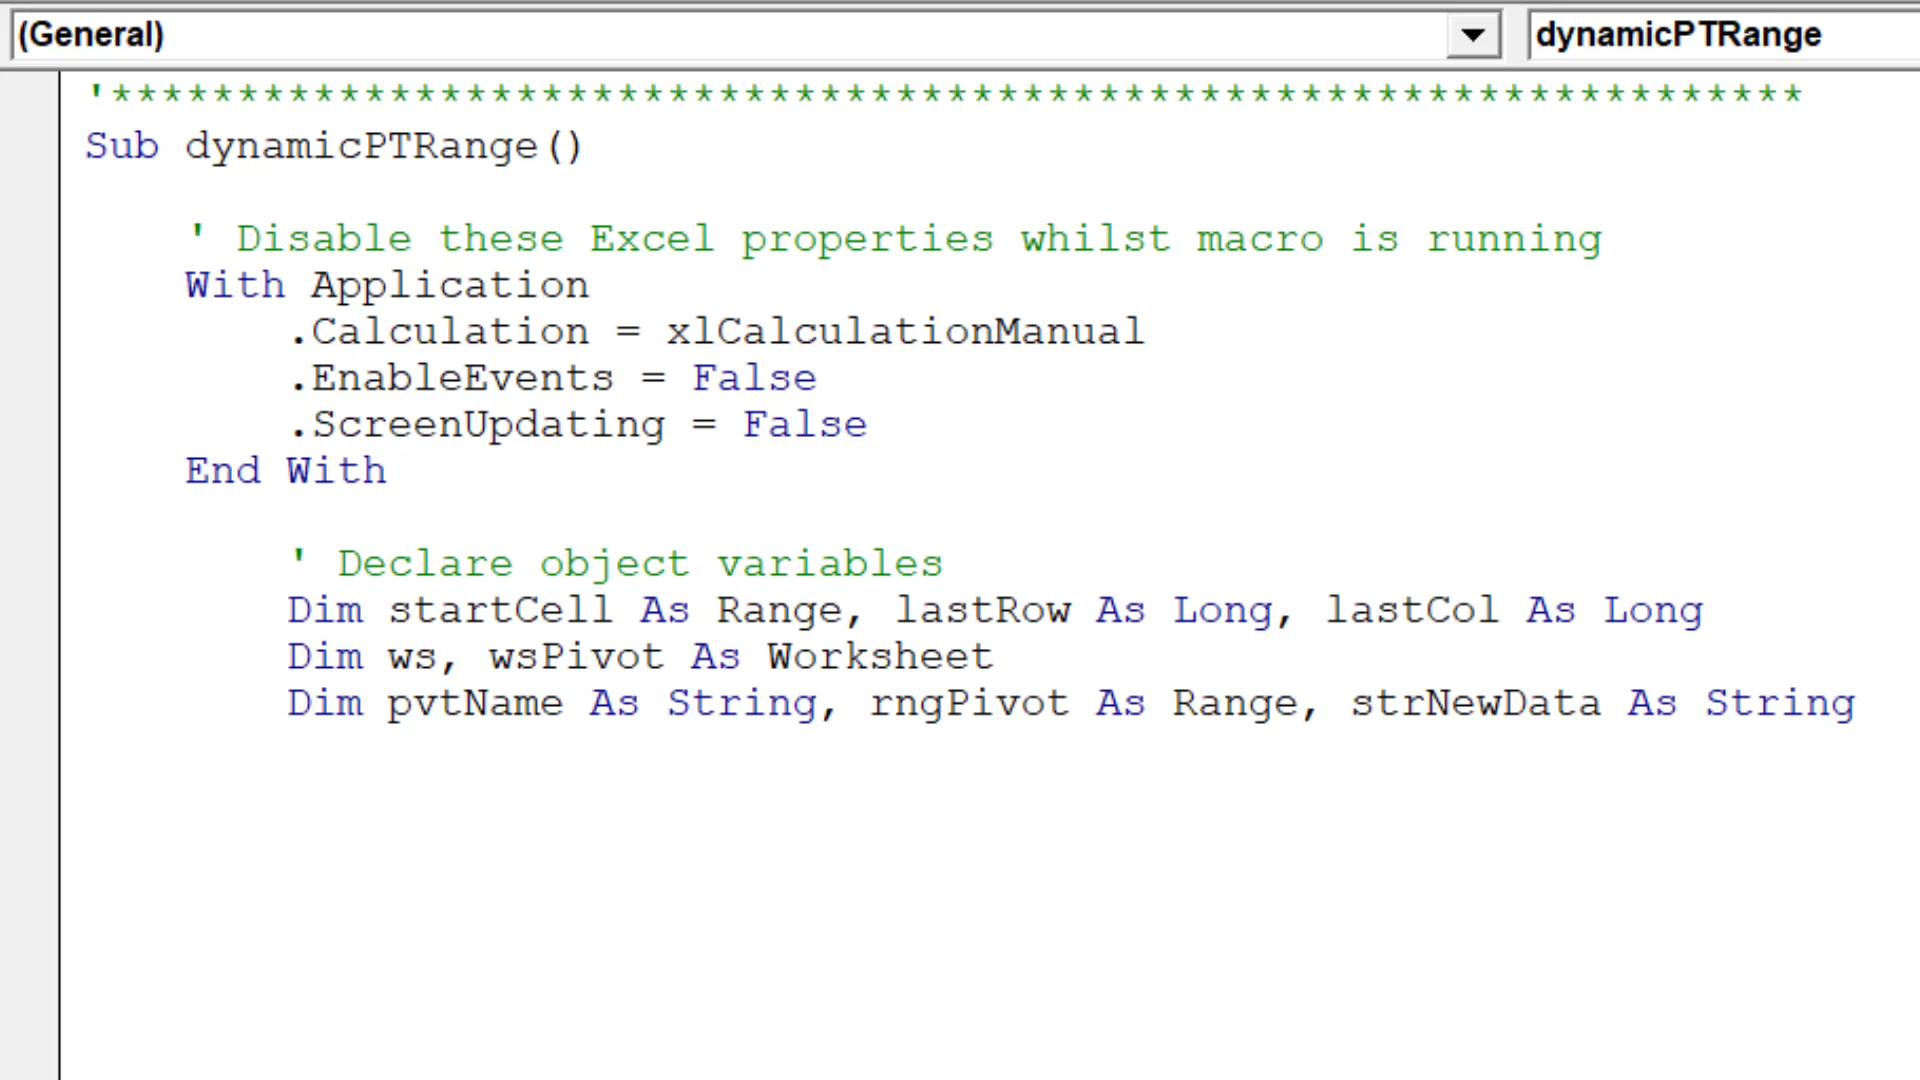 (General)
dynamicPTRange
'*******************************************************************
Sub dynamicPTRange()
' Disable these Excel properties whilst macro is running
With Application
.Calculation = xlCalculationManual
.EnableEvents = False
.ScreenUpdating = False
End With
' Declare object variables
Dim startCell As Range, lastRow As Long, lastCol As Long
Dim ws, wsPivot As Worksheet
Dim pvtName As String, rngPivot As Range, strNewData As String